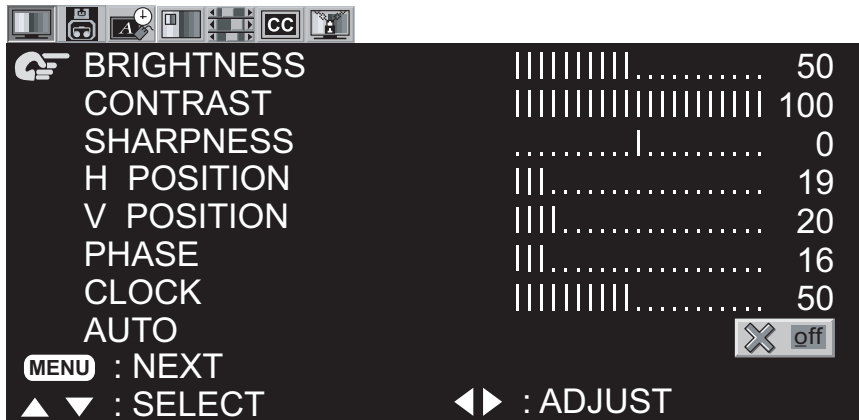 A CC
BRIGHTNESS 50
CONTRAST 100
SHARPNESS 0
H POSITION 19
V POSITION 20
PHASE 16
CLOCK 50
AUTO off
MENU : NEXT
: SELECT : ADJUST